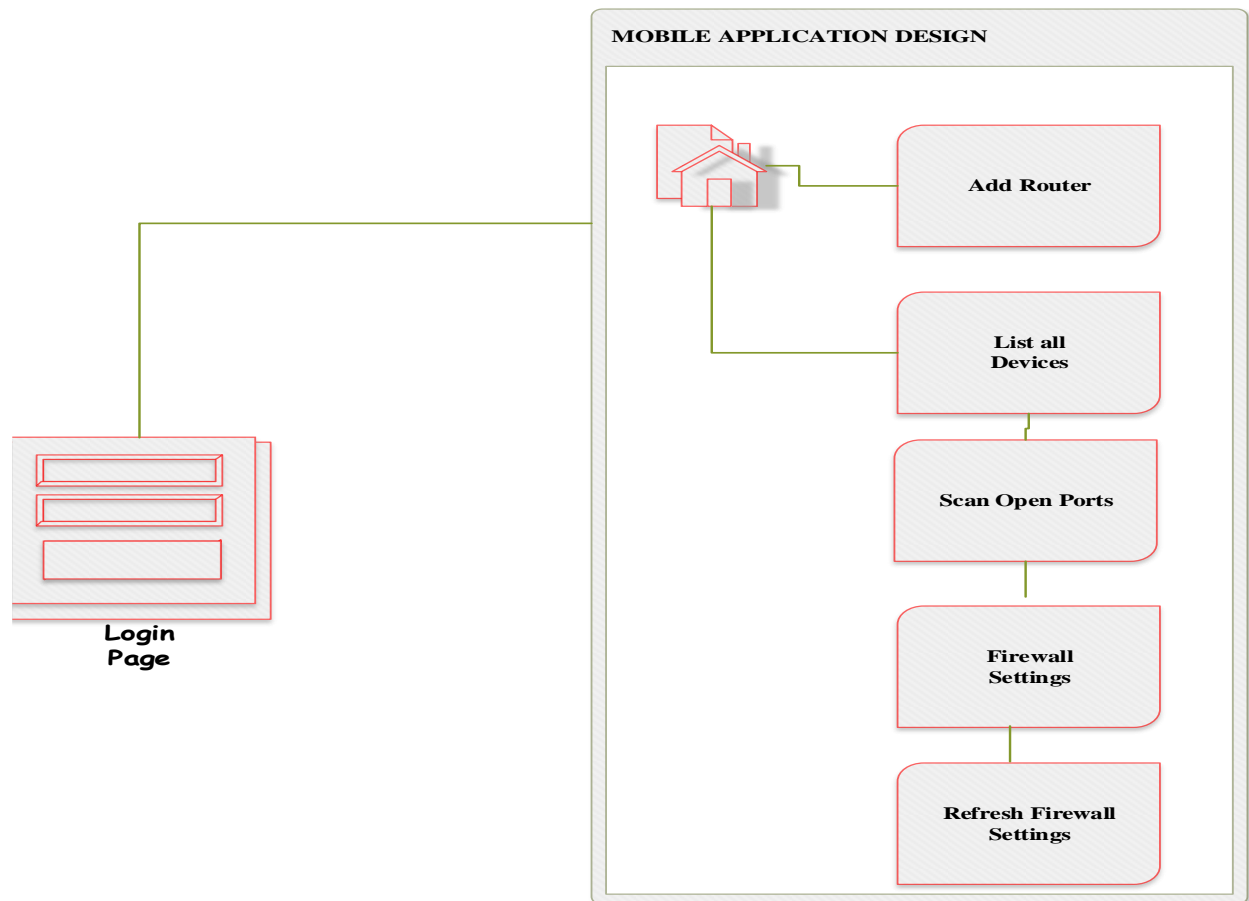 MOBILE APPLICATION DESIGN
Add Router
List all
Devices
Scan Open Ports
Login
Page
Firewall
Settings
Refresh Firewall
Settings